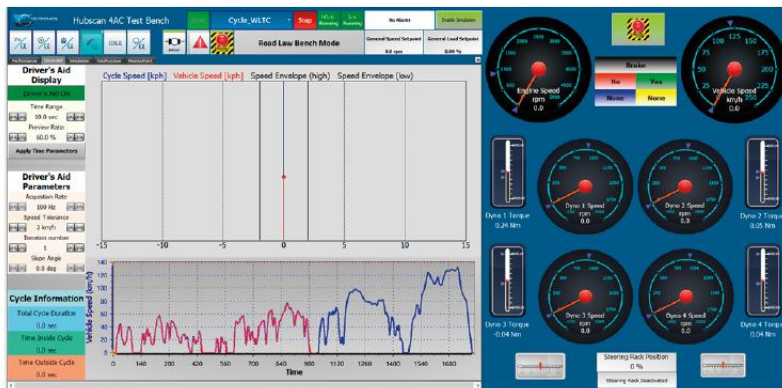 Hubscan 4AC Test Bench
Cycle_WLTC
Stop
No Alarm
Road Law Bench Mode
General Speed Setpoint
0.0 rpm
General Load Setpoint
0.00 %
IDLE
Driver's Aid
Display
Driver's Aid ON
Time Range
10.0 sec
Preview Ratio
60.0 %
Apply Time Parameters
Driver's Aid
Parameters
Acquistion Rate
100 Hz
Speed Tolerance
2 km/h
Iteration number
1
Slope Angle
0.0 deg
Cycle Information
Total Cycle Duration
0.0 sec
Time Inside Cycle
0.0 sec
Time Outside Cycle
0.0 sec
Cycle Speed [kph] Vehicle Speed [kph] Speed Envelope (high) Speed Envelope (low)
-15 -10 -5 0 5 10 15
Vehicle Speed (km/h)
140
120
100
80
60
40
20
0
0 140 280 420 560 700 840 980 1120 1260 1400 1540 1680
Time
Engine Speed
rpm
0.0
Brake
No Yes
None None
Vehicle Speed
km/h
0.0
Dyno 1 Torque
0.24 Nm
Dyno 1 Speed
rpm
0.0
Dyno 2 Speed
rpm
0.0
Dyno 2 Torque
0.05 Nm
Dyno 3 Torque
-0.04 Nm
Dyno 3 Speed
rpm
0.0
Dyno 4 Speed
rpm
0.0
Dyno 4 Torque
0.04 Nm
Steering Rack Position
0 %
Steering Rack Deactivated